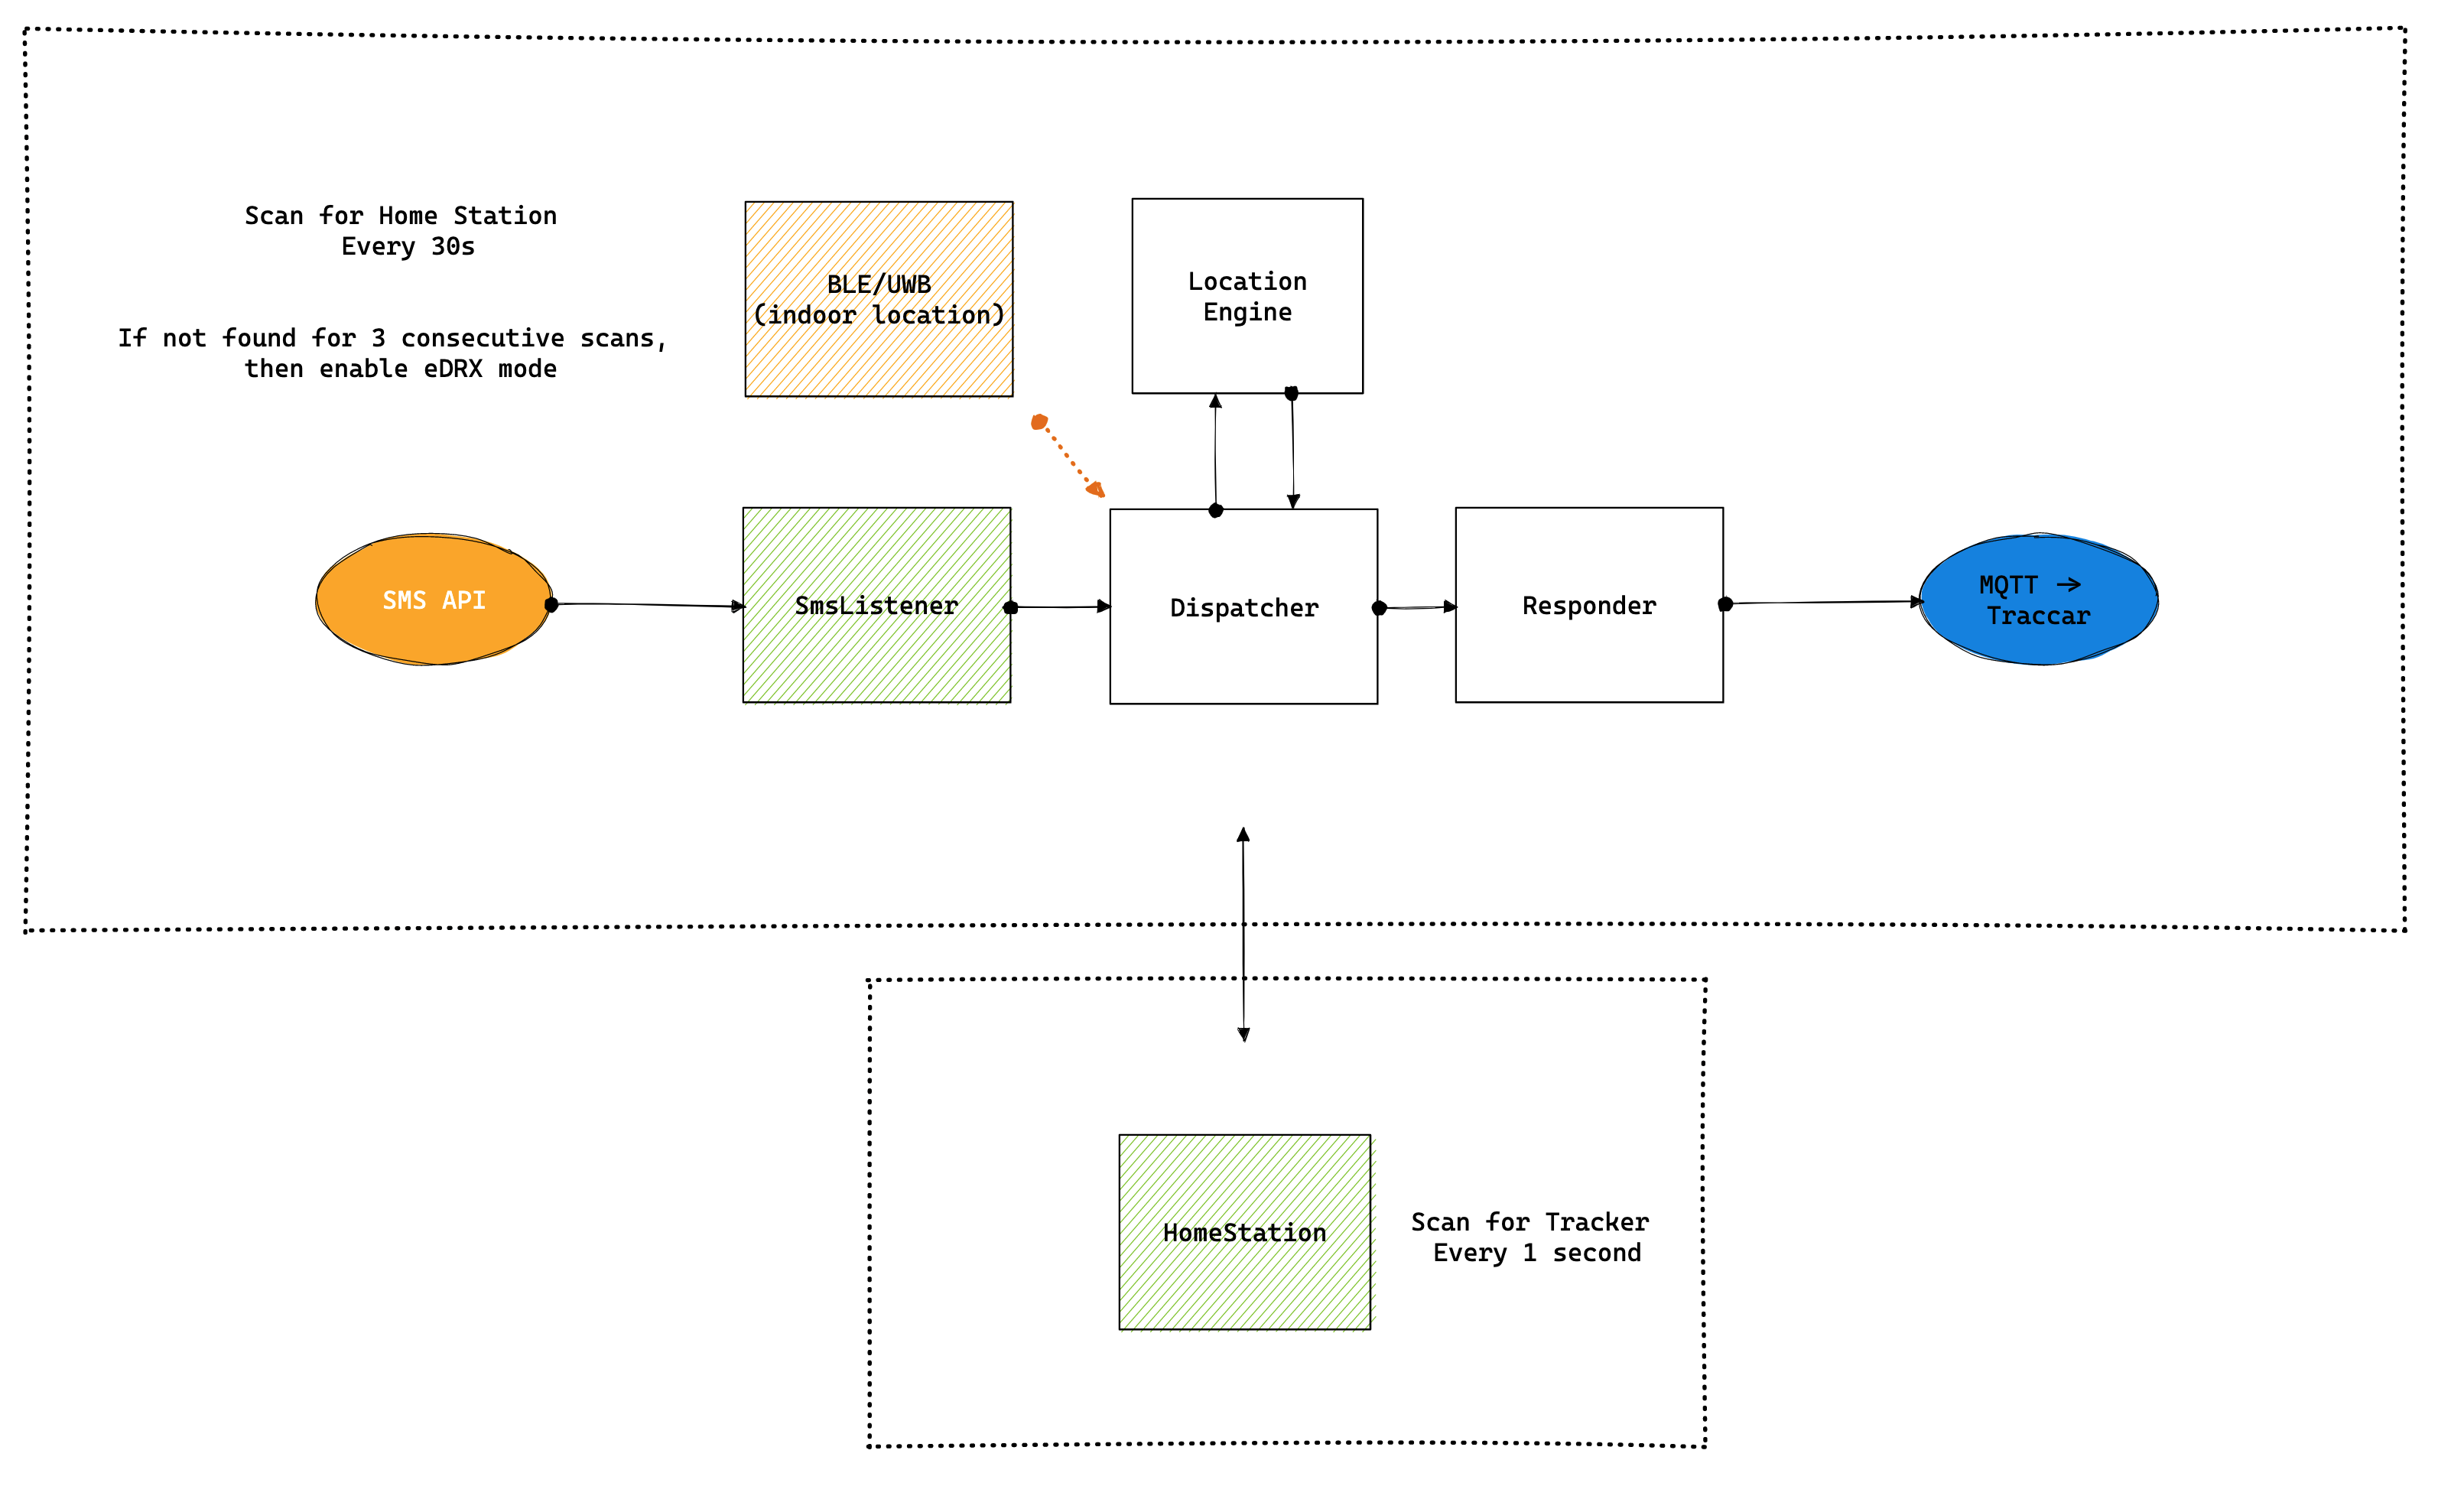 Scan for Home Station
Every 30s
If not found for 3 consecutive scans,
then enable eDRX mode
BLE/UWB
(indoor location)
Location
Engine
SMS API
SmsListener
Dispatcher
Responder
MQTT →
Traccar
HomeStation
Scan for Tracker
Every 1 second